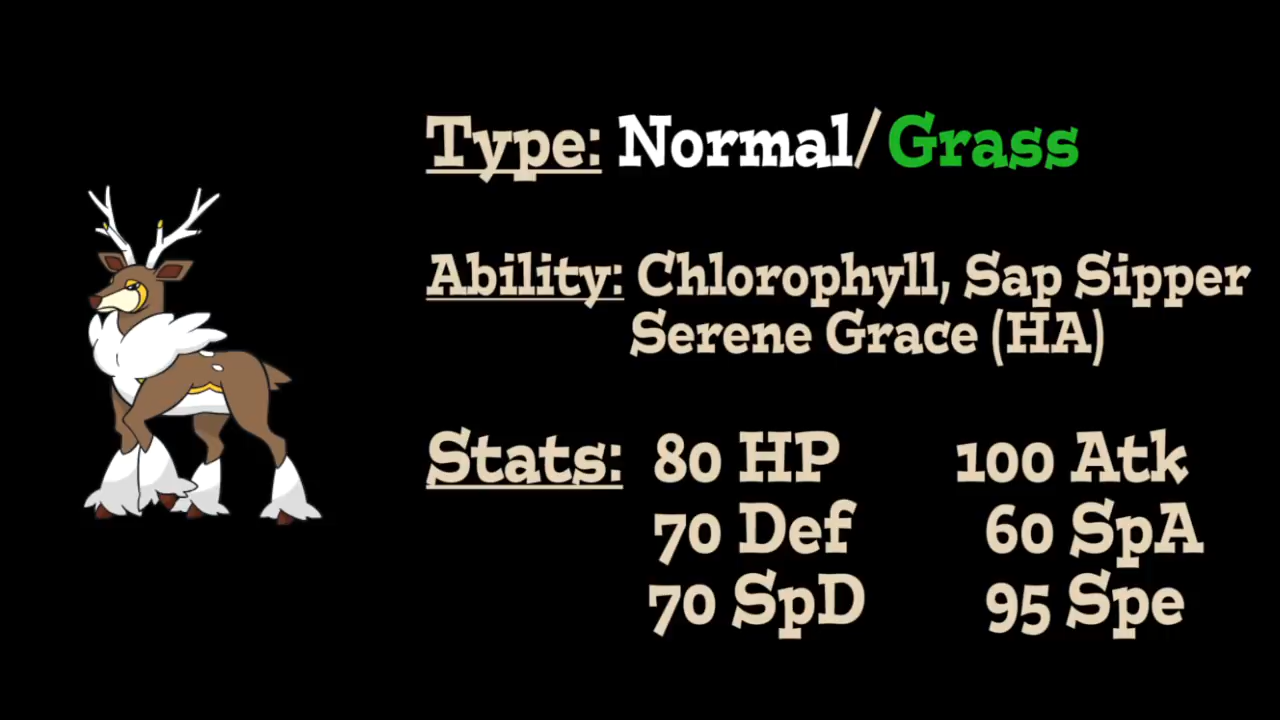 Type: Normal/Grass
Ability: Chlorophyll, Sap Sipper
Serene Grace (HA)
Stats: 80 HP 100 Atk
70 Def 60 SpA
70 SpD 95 Spe